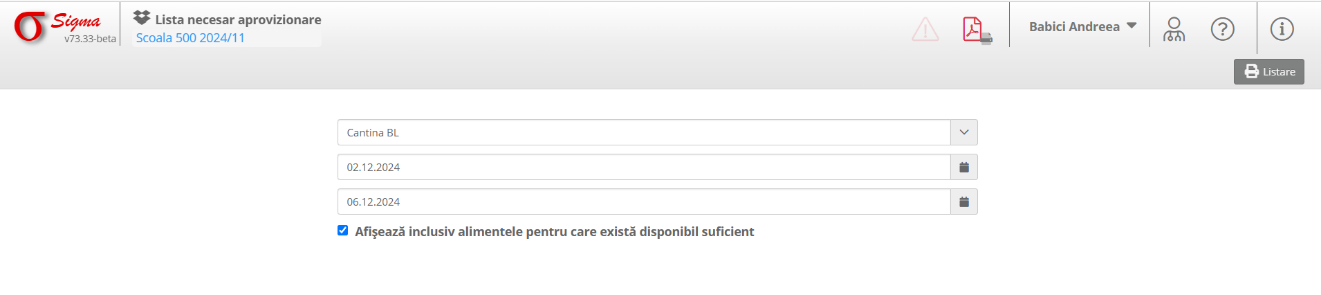 σ Sigma
v73.33-beta
Lista necesar aprovizionare
Scoala 500 2024/11
Babici Andreea
Listare
Cantina BL
02.12.2024
06.12.2024
Afișează inclusiv alimentele pentru care există disponibil suficient